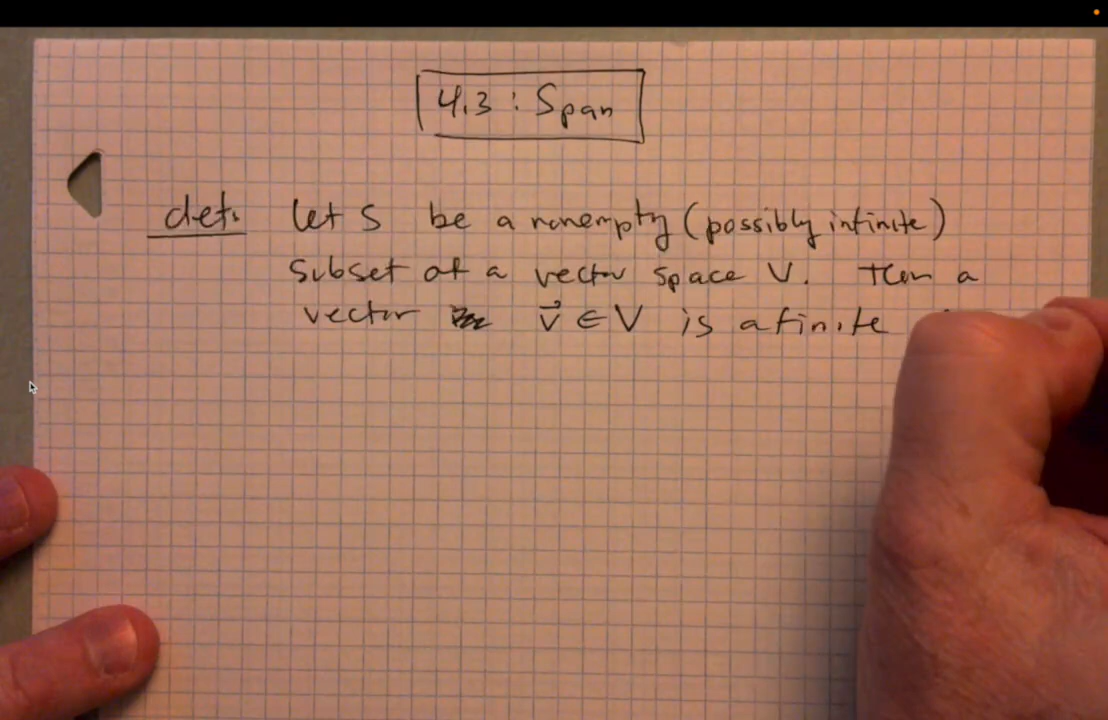 4.3 : Span
def. Let S be a nonempty (possibly infinite)
subset of a vector space V. Then a
vector v⃗ ∈ V is a finite